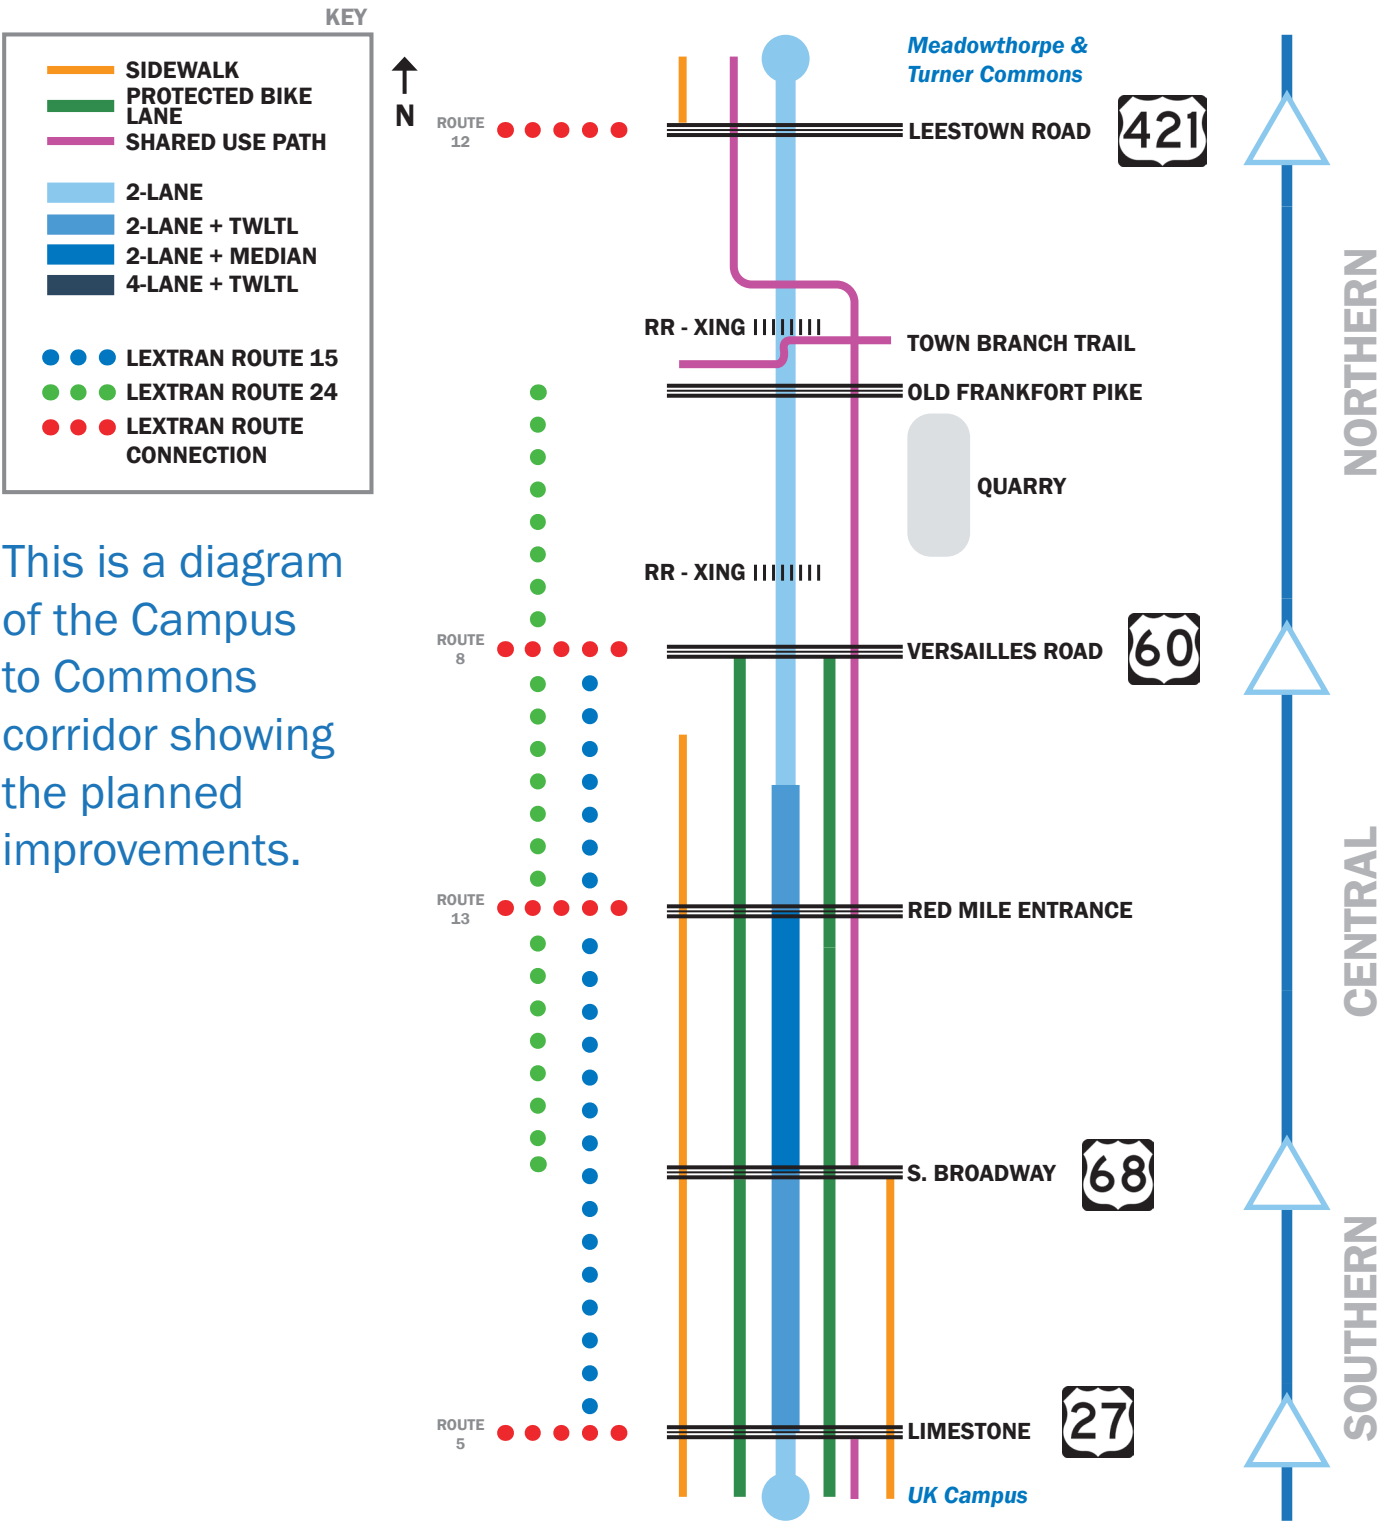 KEY
SIDEWALK
PROTECTED BIKE
LANE
SHARED USE PATH
2-LANE
2-LANE + TWLTL
2-LANE + MEDIAN
4-LANE + TWLTL
LEXTRAN ROUTE 15
LEXTRAN ROUTE 24
LEXTRAN ROUTE
CONNECTION
This is a diagram
of the Campus
to Commons
corridor showing
the planned
improvements.
N
Meadowthorpe &
Turner Commons
ROUTE
12
LEESTOWN ROAD
421
RR - XING
TOWN BRANCH TRAIL
OLD FRANKFORT PIKE
QUARRY
RR - XING
ROUTE
8
VERSAILLES ROAD
60
ROUTE
13
RED MILE ENTRANCE
S. BROADWAY
68
ROUTE
5
LIMESTONE
27
UK Campus
NORTHERN
CENTRAL
SOUTHERN